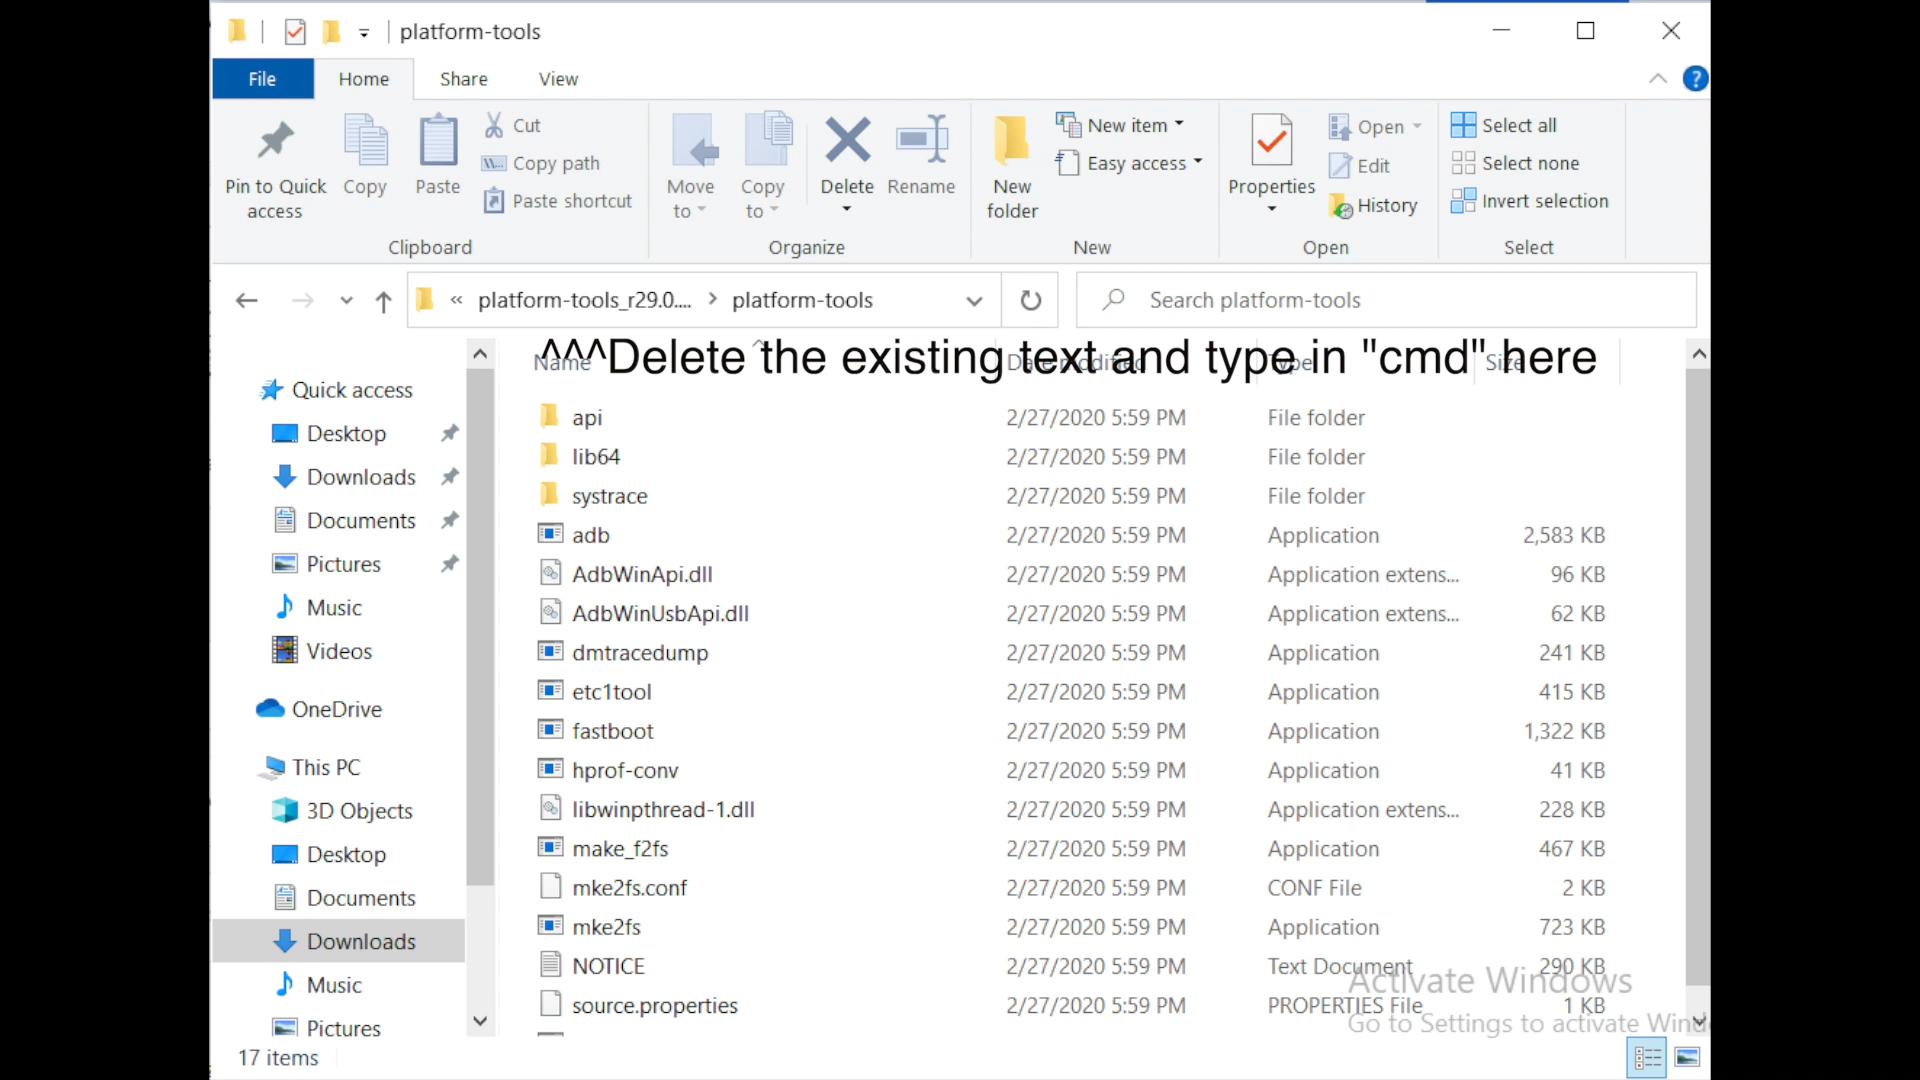 platform-tools
File Home Share View
Pin to Quick access
Copy
Paste
Cut
Copy path
Paste shortcut
Clipboard
Move to
Copy to
Delete
Rename
Organize
New folder
New item
Easy access
New
Properties
Open
Edit
History
Open
Select all
Select none
Invert selection
Select
« platform-tools_r29.0.... > platform-tools
Search platform-tools
^^^Delete the existing text and type in "cmd" here
Name Date modified Type Size
Quick access
Desktop
Downloads
Documents
Pictures
Music
Videos
OneDrive
This PC
3D Objects
Desktop
Documents
Downloads
Music
Pictures
api 2/27/2020 5:59 PM File folder
lib64 2/27/2020 5:59 PM File folder
systrace 2/27/2020 5:59 PM File folder
adb 2/27/2020 5:59 PM Application 2,583 KB
AdbWinApi.dll 2/27/2020 5:59 PM Application extens... 96 KB
AdbWinUsbApi.dll 2/27/2020 5:59 PM Application extens... 62 KB
dmtracedump 2/27/2020 5:59 PM Application 241 KB
etc1tool 2/27/2020 5:59 PM Application 415 KB
fastboot 2/27/2020 5:59 PM Application 1,322 KB
hprof-conv 2/27/2020 5:59 PM Application 41 KB
libwinpthread-1.dll 2/27/2020 5:59 PM Application extens... 228 KB
make_f2fs 2/27/2020 5:59 PM Application 467 KB
mke2fs.conf 2/27/2020 5:59 PM CONF File 2 KB
mke2fs 2/27/2020 5:59 PM Application 723 KB
NOTICE 2/27/2020 5:59 PM Text Document 290 KB
source.properties 2/27/2020 5:59 PM PROPERTIES File 1 KB
Activate Windows
Go to Settings to activate Wind
17 items